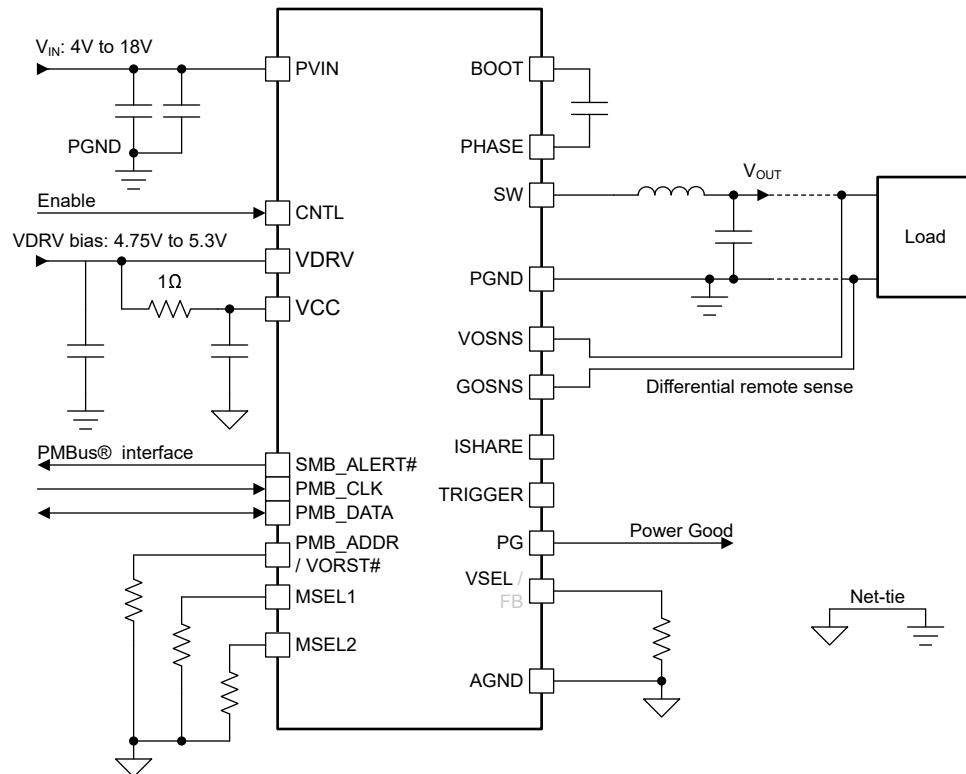 V_IN: 4V to 18V
PVIN
PGND
Enable
CNTL
VDRV bias: 4.75V to 5.3V
VDRV
1Ω
VCC
PMBus® interface
SMB_ALERT#
PMB_CLK
PMB_DATA
PMB_ADDR
/ VORST#
MSEL1
MSEL2
BOOT
PHASE
SW
V_OUT
Load
PGND
VOSNS
GOSNS
Differential remote sense
ISHARE
TRIGGER
PG
Power Good
VSEL /
FB
AGND
Net-tie